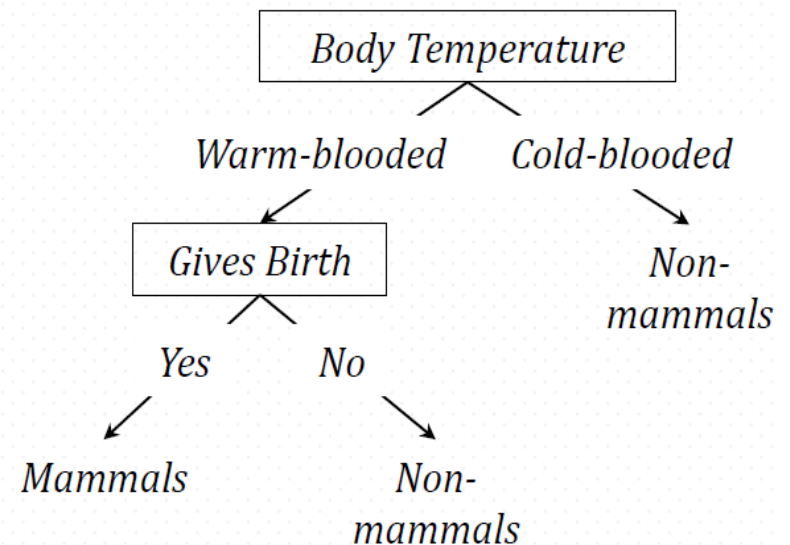 Body Temperature
Warm-blooded
Cold-blooded
Gives Birth
Non-
mammals
Yes
No
Mammals
Non-
mammals